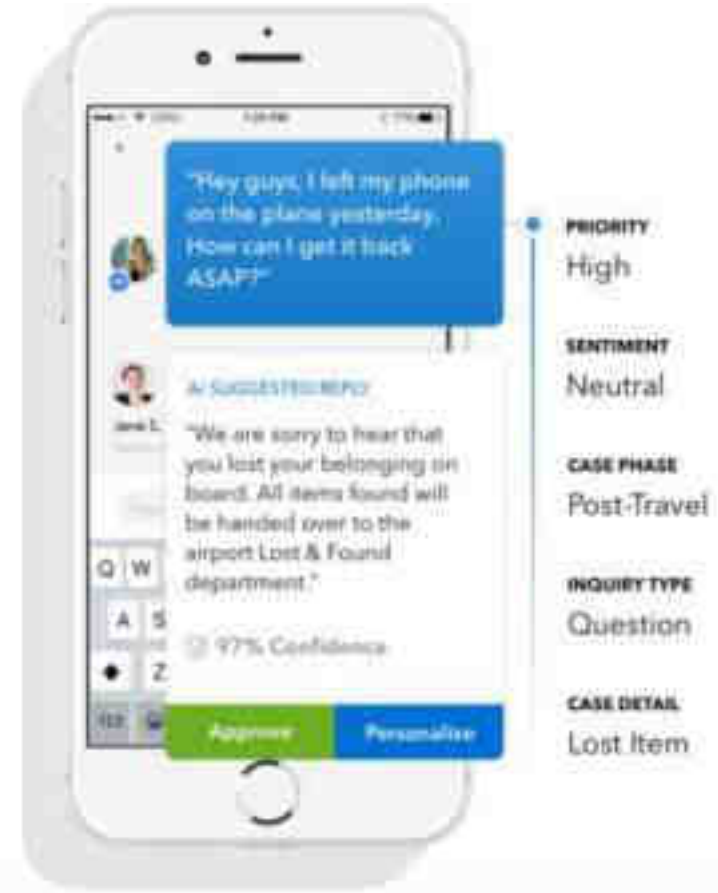 "Hey guys, I left my phone
on the plane yesterday.
How can I get it back
ASAP?"
AI SUGGESTED REPLY
"We are sorry to hear that
you lost your belonging on
board. All items found will
be handed over to the
airport Lost & Found
department."
97% Confidence
Approve
Personalise
Q W
A S
Z
123
PRIORITY
High
SENTIMENT
Neutral
CASE PHASE
Post-Travel
INQUIRY TYPE
Question
CASE DETAIL
Lost Item